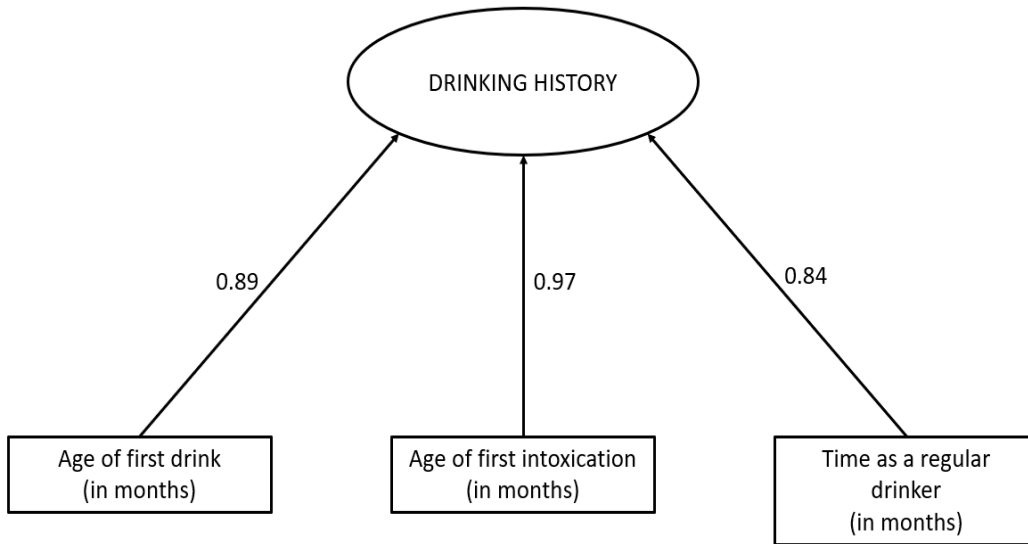 DRINKING HISTORY
0.89
0.97
0.84
Age of first drink
(in months)
Age of first intoxication
(in months)
Time as a regular
drinker
(in months)